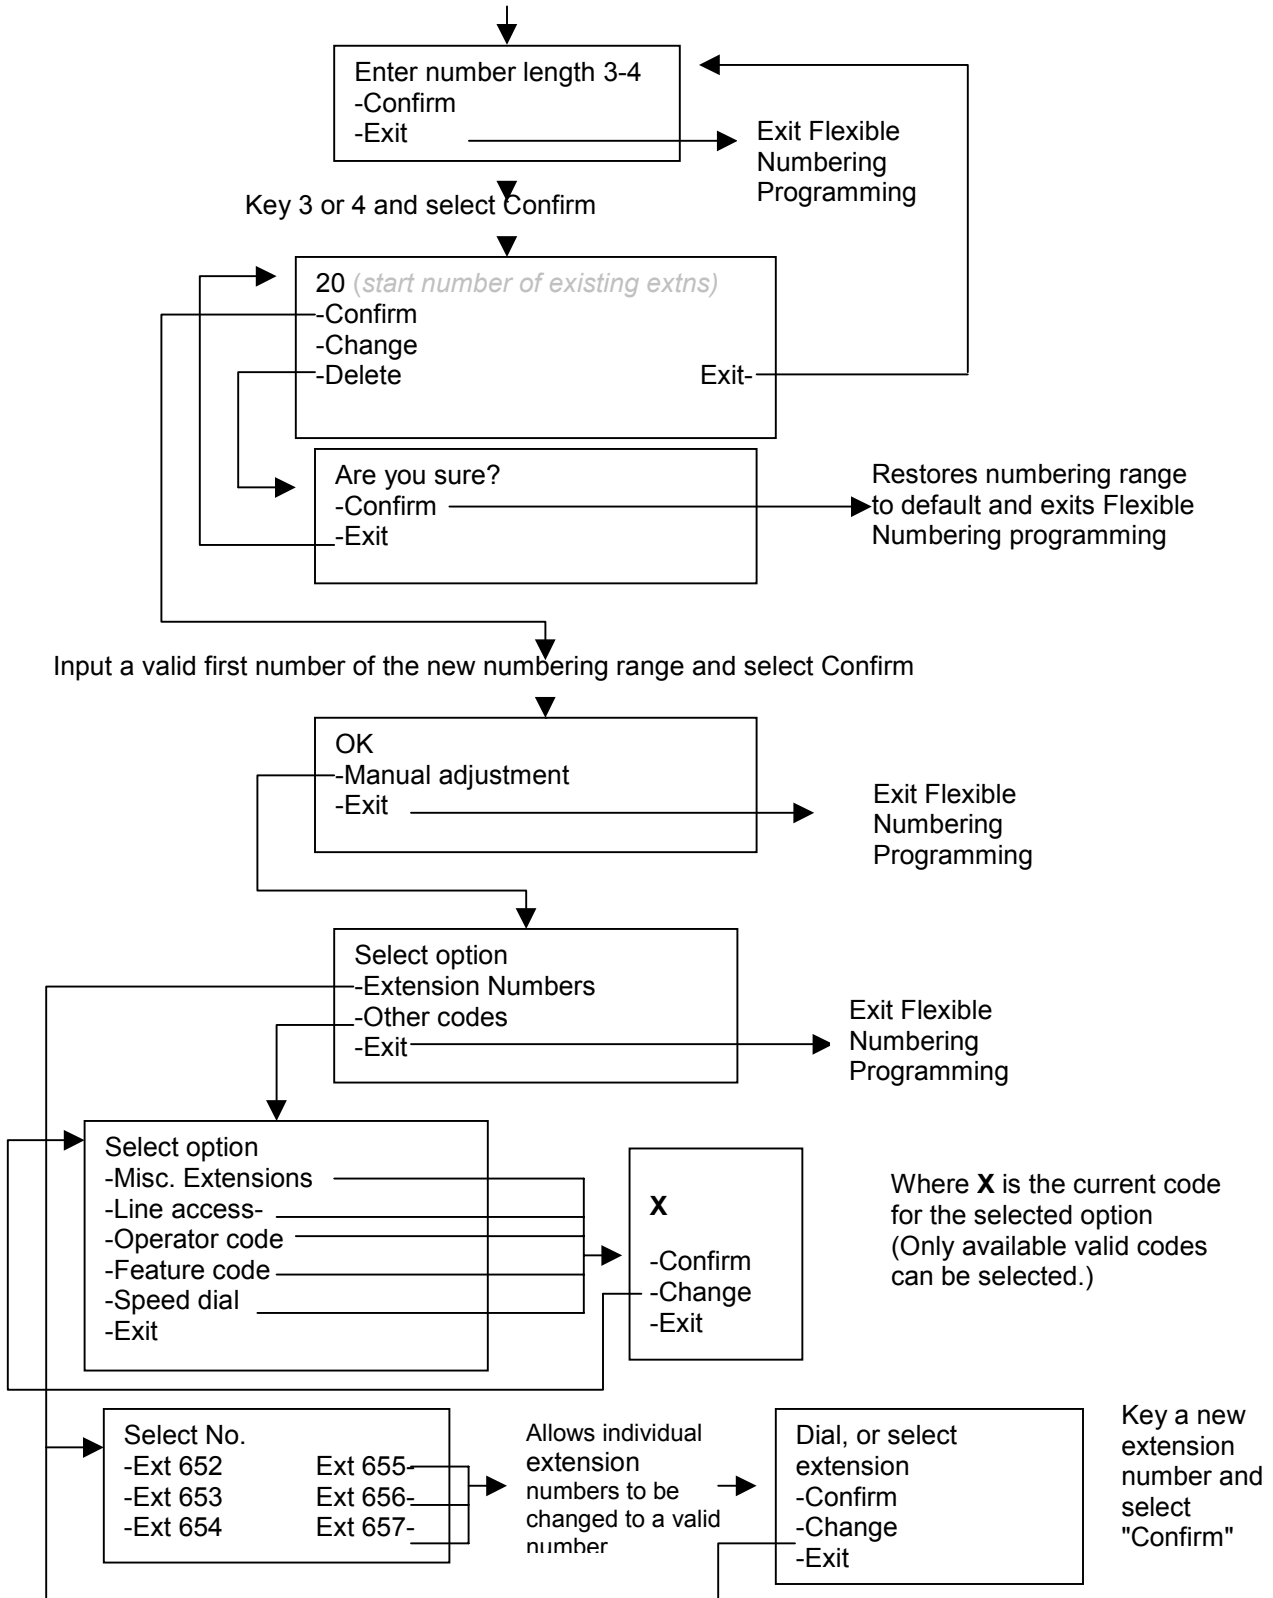 Enter number length 3-4
-Confirm
-Exit
Exit Flexible
Numbering
Programming
Key 3 or 4 and select Confirm
20 (start number of existing extns)
-Confirm
-Change
-Delete
Exit-
Are you sure?
-Confirm
-Exit
Restores numbering range
to default and exits Flexible
Numbering programming
Input a valid first number of the new numbering range and select Confirm
OK
-Manual adjustment
-Exit
Exit Flexible
Numbering
Programming
Select option
-Extension Numbers
-Other codes
-Exit
Exit Flexible
Numbering
Programming
Select option
-Misc. Extensions
-Line access-
-Operator code
-Feature code
-Speed dial
-Exit
X
-Confirm
-Change
-Exit
Where X is the current code
for the selected option
(Only available valid codes
can be selected.)
Select No.
-Ext 652 Ext 655-
-Ext 653 Ext 656-
-Ext 654 Ext 657-
Allows individual
extension
numbers to be
changed to a valid
number
Dial, or select
extension
-Confirm
-Change
-Exit
Key a new
extension
number and
select
"Confirm"